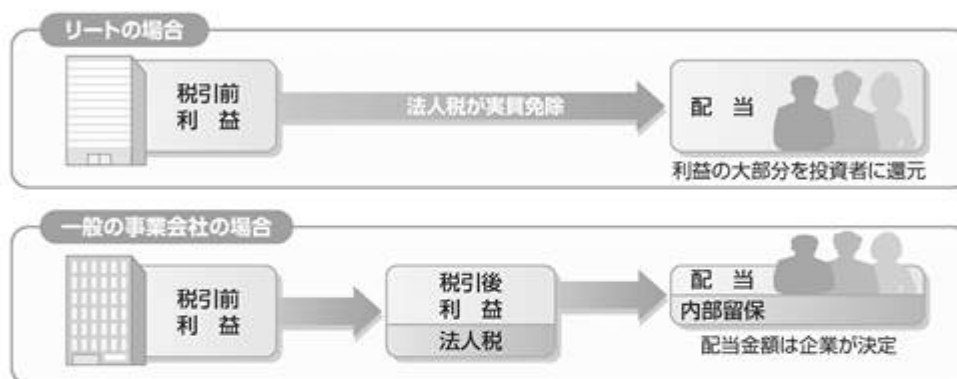 リートの場合
税引前
利 益
法人税が実質免除
配 当
利益の大部分を投資者に還元
一般の事業会社の場合
税引前
利 益
税引後
利 益
法人税
配 当
内部留保
配当金額は企業が決定